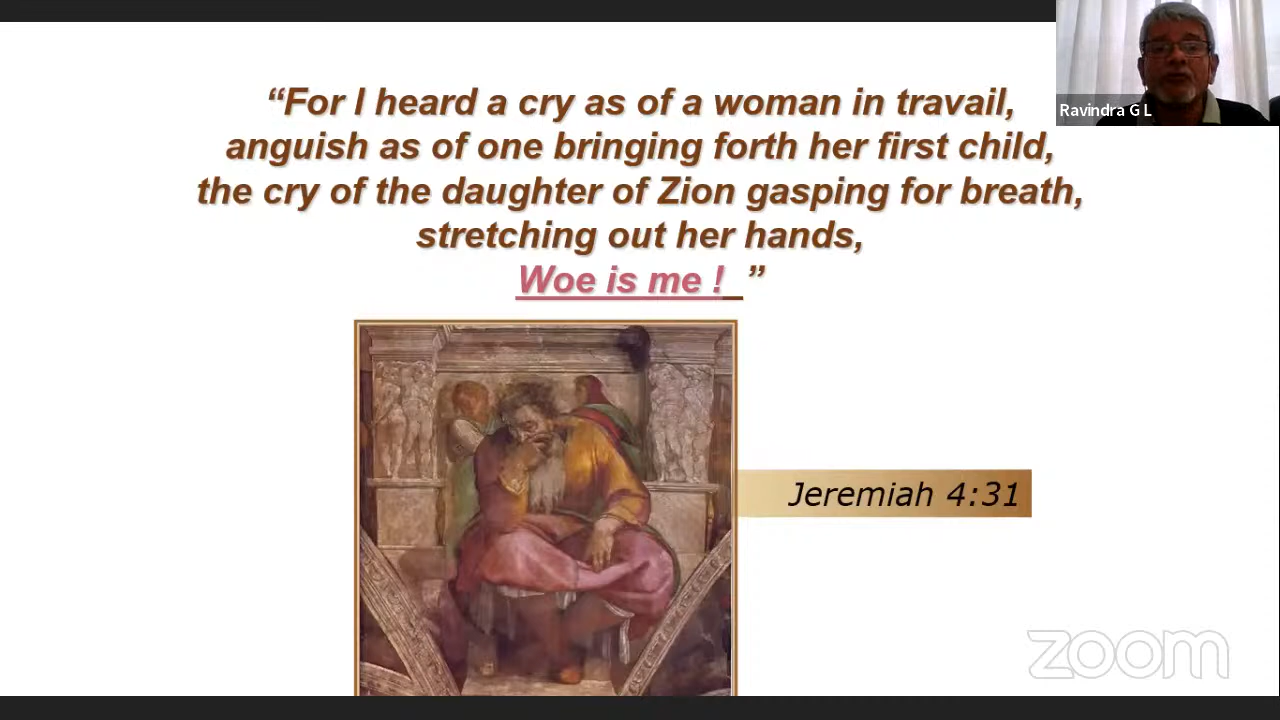 “For I heard a cry as of a woman in travail,
anguish as of one bringing forth her first child,
the cry of the daughter of Zion gasping for breath,
stretching out her hands,
Woe is me !  ”
Ravindra G L
Jeremiah 4:31
zoom